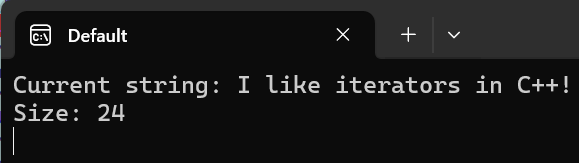 Default
Current string: I like iterators in C++!
Size: 24